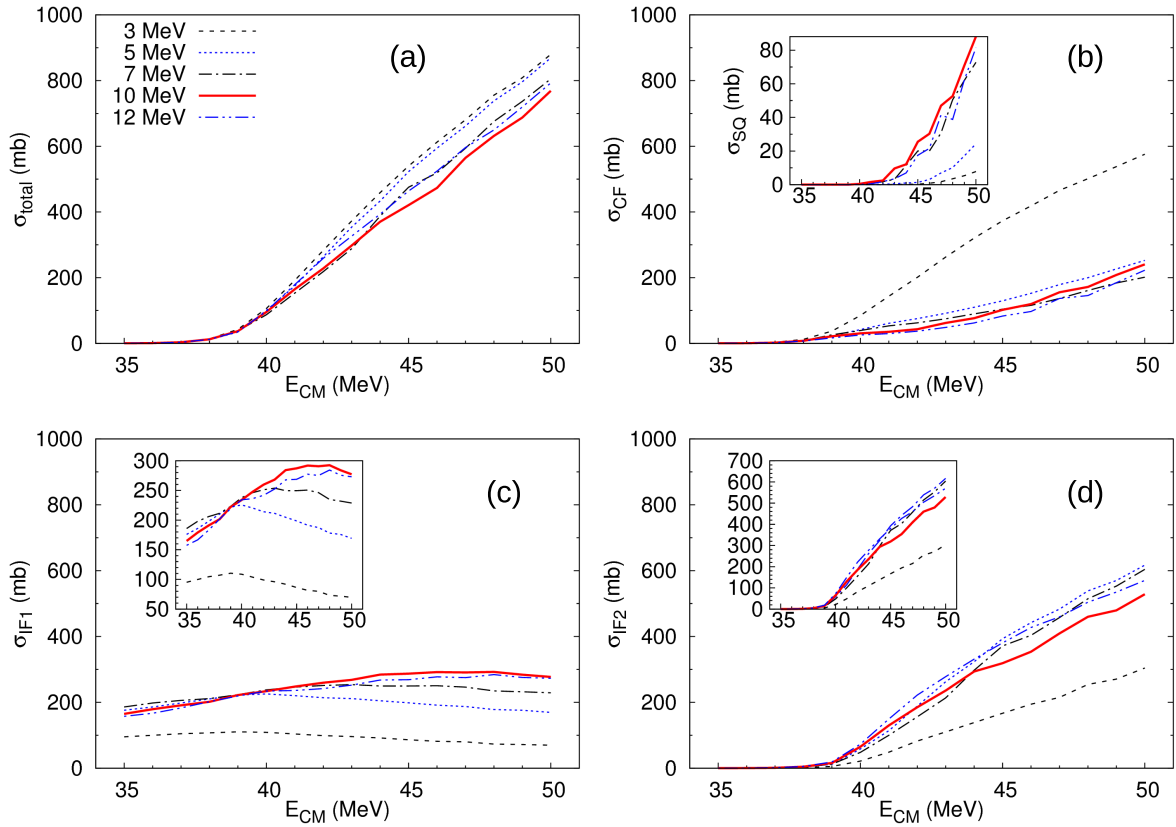 1000
800
600
400
200
0
σtotal (mb)
3 MeV
5 MeV
7 MeV
10 MeV
12 MeV
(a)
35 40 45 50
ECM (MeV)
1000
800
600
400
200
0
σCF (mb)
(b)
80
60
40
20
0
σSQ (mb)
35 40 45 50
35 40 45 50
ECM (MeV)
1000
800
600
400
200
0
σIF1 (mb)
(c)
300
250
200
150
100
50
35 40 45 50
35 40 45 50
ECM (MeV)
1000
800
600
400
200
0
σIF2 (mb)
(d)
700
600
500
400
300
200
100
0
35 40 45 50
35 40 45 50
ECM (MeV)